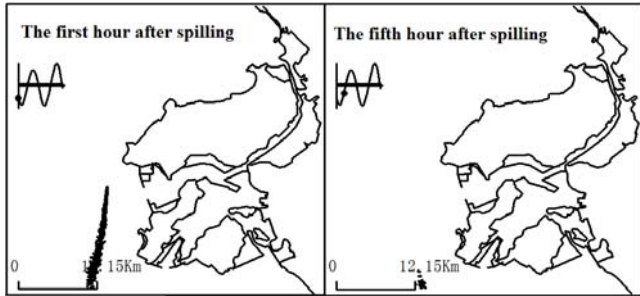 The first hour after spilling
The fifth hour after spilling
0
15Km
0
12.15Km